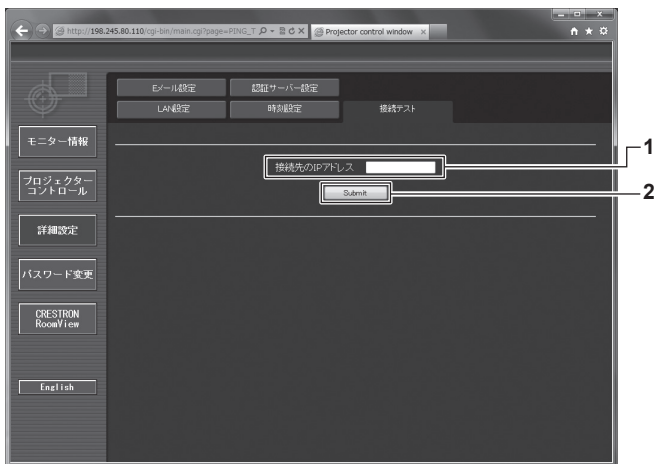 http://198.245.80.110/cgi-bin/main.cgi?page=PING_T
Projector control window
Eメール設定
認証サーバー設定
LAN設定
時刻設定
接続テスト
モニター情報
プロジェクター
コントロール
詳細設定
パスワード変更
CRESTRON
RoomView
English
接続先のIPアドレス
Submit
1
2